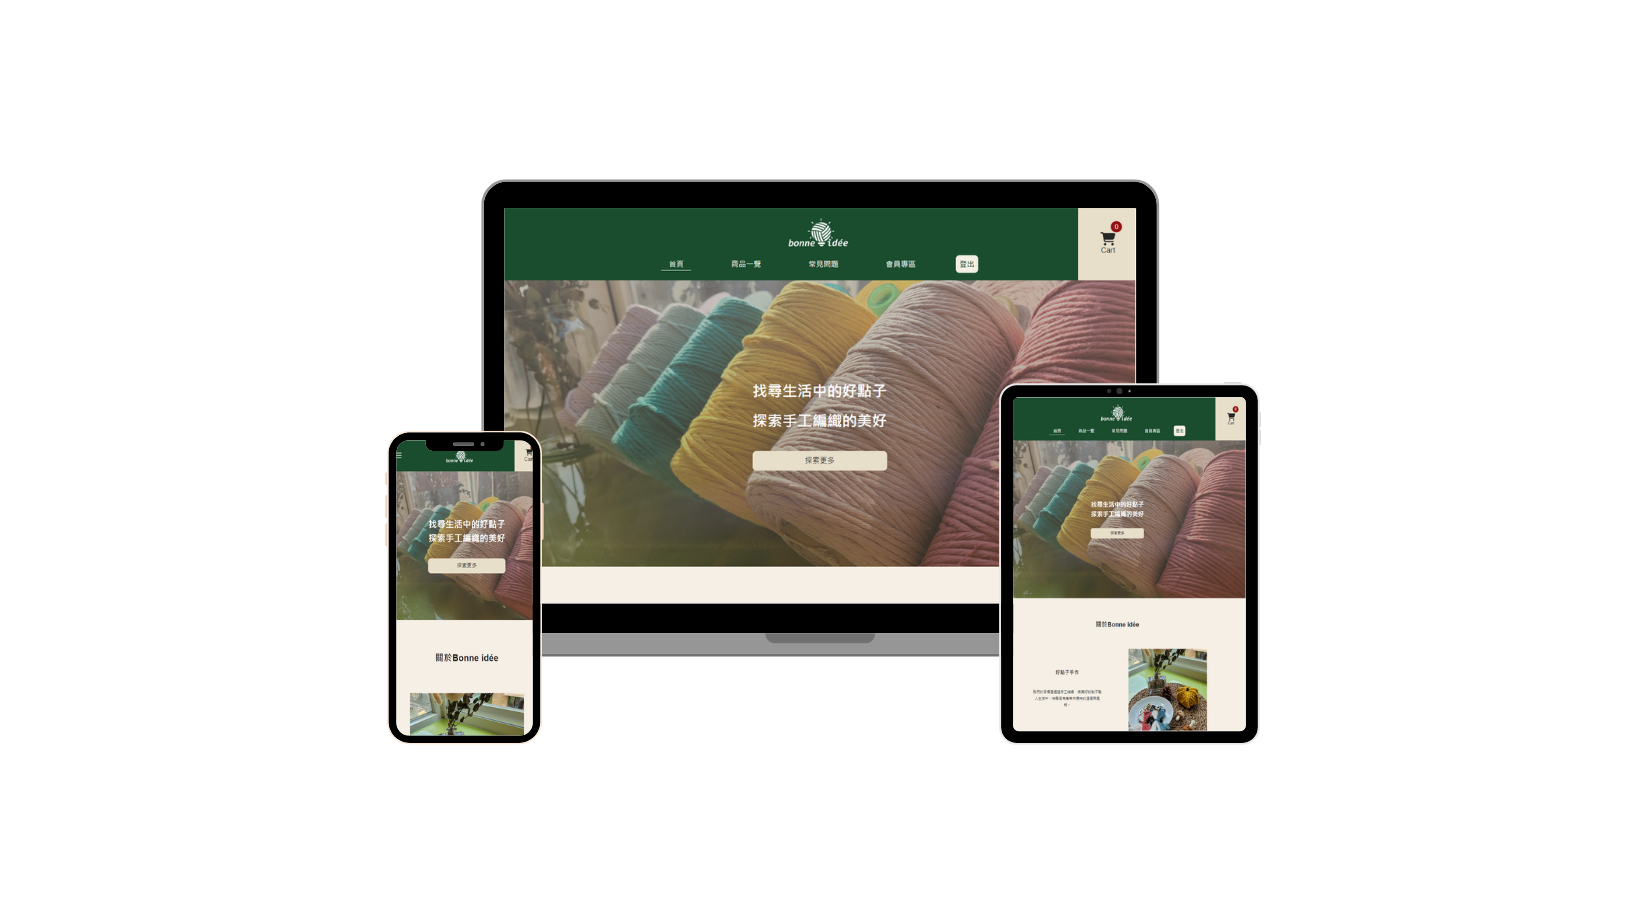 bonne idée
首頁 商品一覽 常見問題 會員專區 登出
0
Cart
找尋生活中的好點子
探索手工編織的美好
探索更多
bonne idée
Cart
找尋生活中的好點子
探索手工編織的美好
探索更多
關於Bonne idée
bonne idée
首頁 商品一覽 常見問題 會員專區 登出
0
Cart
找尋生活中的好點子
探索手工編織的美好
探索更多
關於Bonne idée
好點子手作